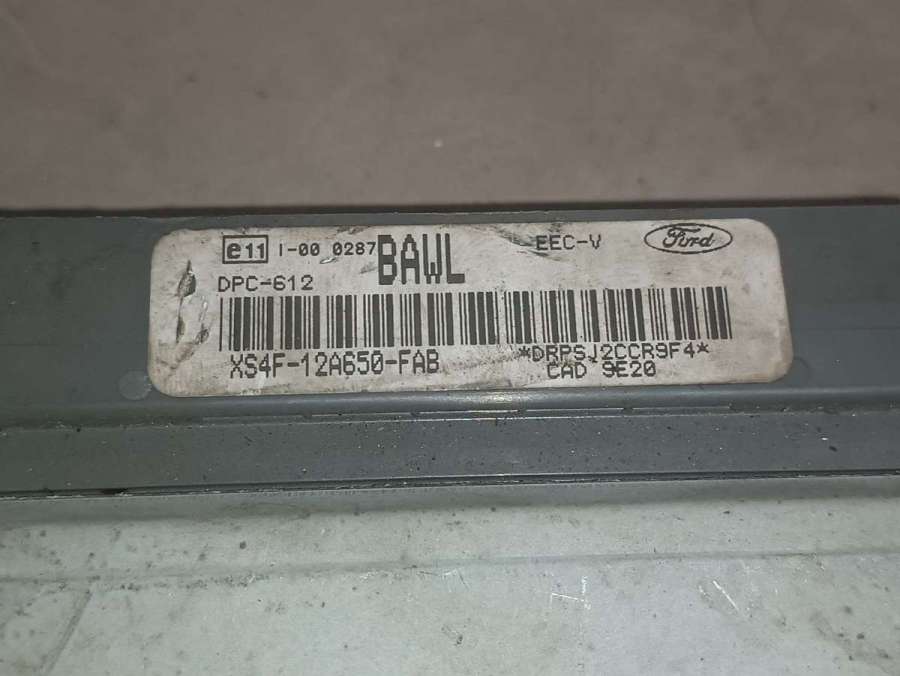 e11 I-00 0287 BAWL EEC-V Ford
DPC-612
XS4F-12A650-FAB *DRPSJ2CCR9F4*
CAD 9E20